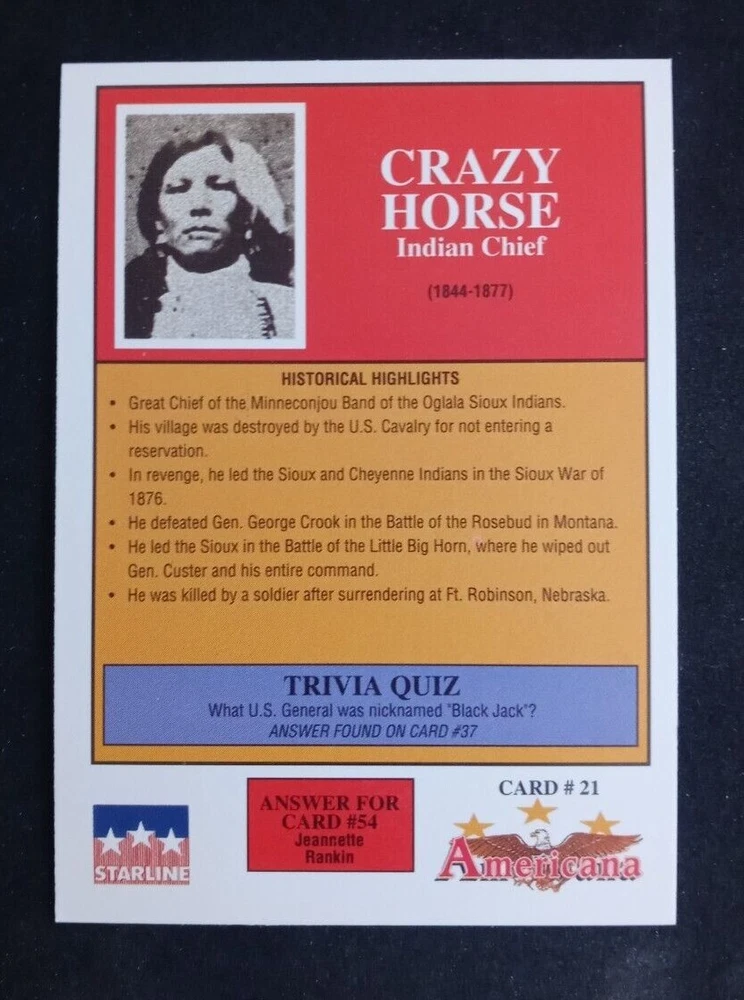 CRAZY
HORSE
Indian Chief
(1844-1877)
HISTORICAL HIGHLIGHTS
• Great Chief of the Minneconjou Band of the Oglala Sioux Indians.
• His village was destroyed by the U.S. Cavalry for not entering a
reservation.
• In revenge, he led the Sioux and Cheyenne Indians in the Sioux War of
1876.
• He defeated Gen. George Crook in the Battle of the Rosebud in Montana.
• He led the Sioux in the Battle of the Little Big Horn, where he wiped out
Gen. Custer and his entire command.
• He was killed by a soldier after surrendering at Ft. Robinson, Nebraska.
TRIVIA QUIZ
What U.S. General was nicknamed "Black Jack"?
ANSWER FOUND ON CARD #37
STARLINE
ANSWER FOR
CARD #54
Jeannette
Rankin
CARD # 21
Americana